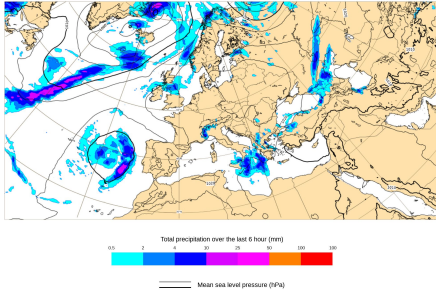 Total precipitation over the last 6 hour (mm)
0.5 2 4 10 25 50 100 100
Mean sea level pressure (hPa)